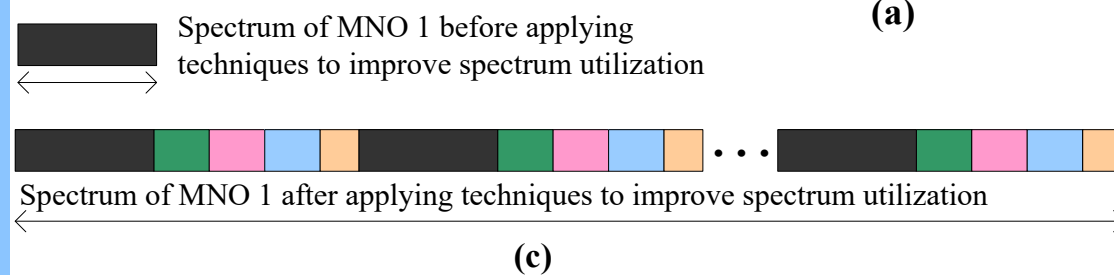 (a)
Spectrum of MNO 1 before applying
techniques to improve spectrum utilization
Spectrum of MNO 1 after applying techniques to improve spectrum utilization
(c)